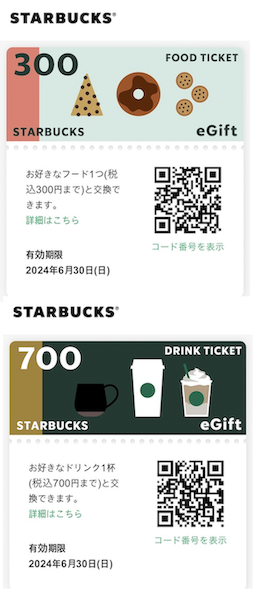 STARBUCKS®
300
FOOD TICKET
STARBUCKS
eGift
お好きなフード1つ(税
込300円まで)と交換で
きます。
詳細はこちら
有効期限
2024年6月30日(日)
コード番号を表示
STARBUCKS®
700
DRINK TICKET
STARBUCKS
eGift
お好きなドリンク1杯
(税込700円まで)と交
換できます。
詳細はこちら
有効期限
2024年6月30日(日)
コード番号を表示